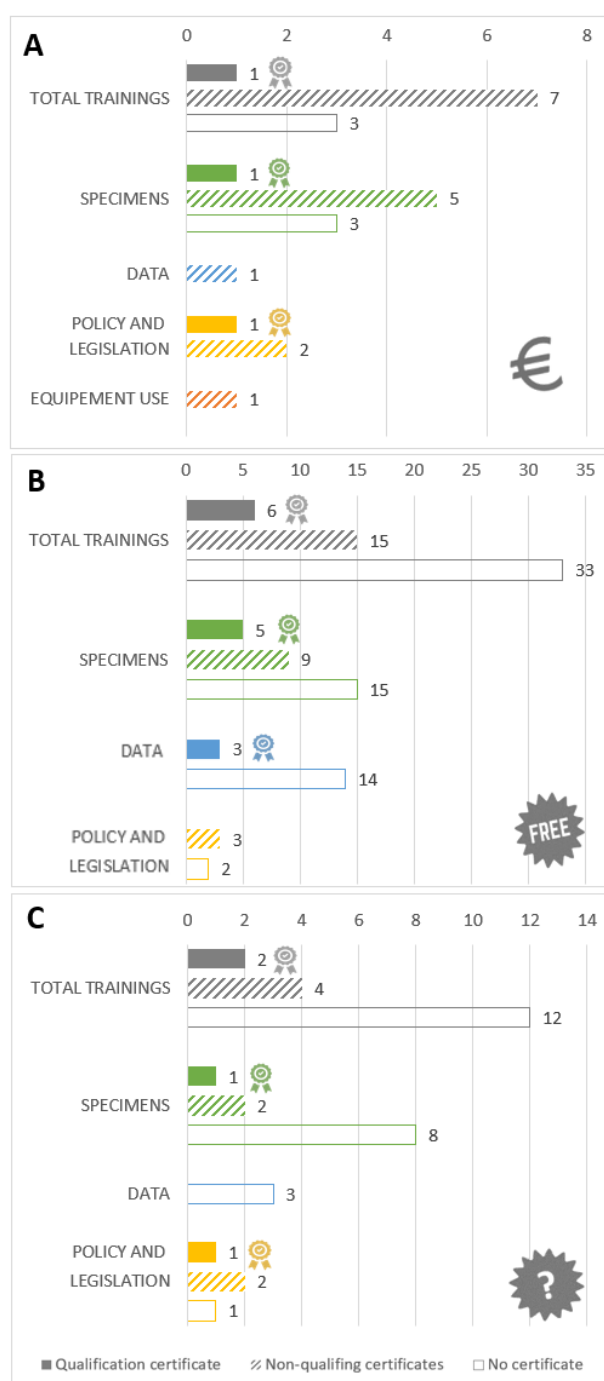 A
0 2 4 6 8
1
TOTAL TRAININGS 7
3
1
SPECIMENS 5
3
DATA 1
POLICY AND 1
LEGISLATION 2
EQUIPEMENT USE 1
€
B
0 5 10 15 20 25 30 35
6
TOTAL TRAININGS 15
33
5
SPECIMENS 9
15
DATA 3
14
POLICY AND 3
LEGISLATION 2
FREE
C
0 2 4 6 8 10 12 14
2
TOTAL TRAININGS 4
12
1
SPECIMENS 2
8
DATA 3
POLICY AND 1
LEGISLATION 2
1
?
Qualification certificate Non-qualifing certificates No certificate